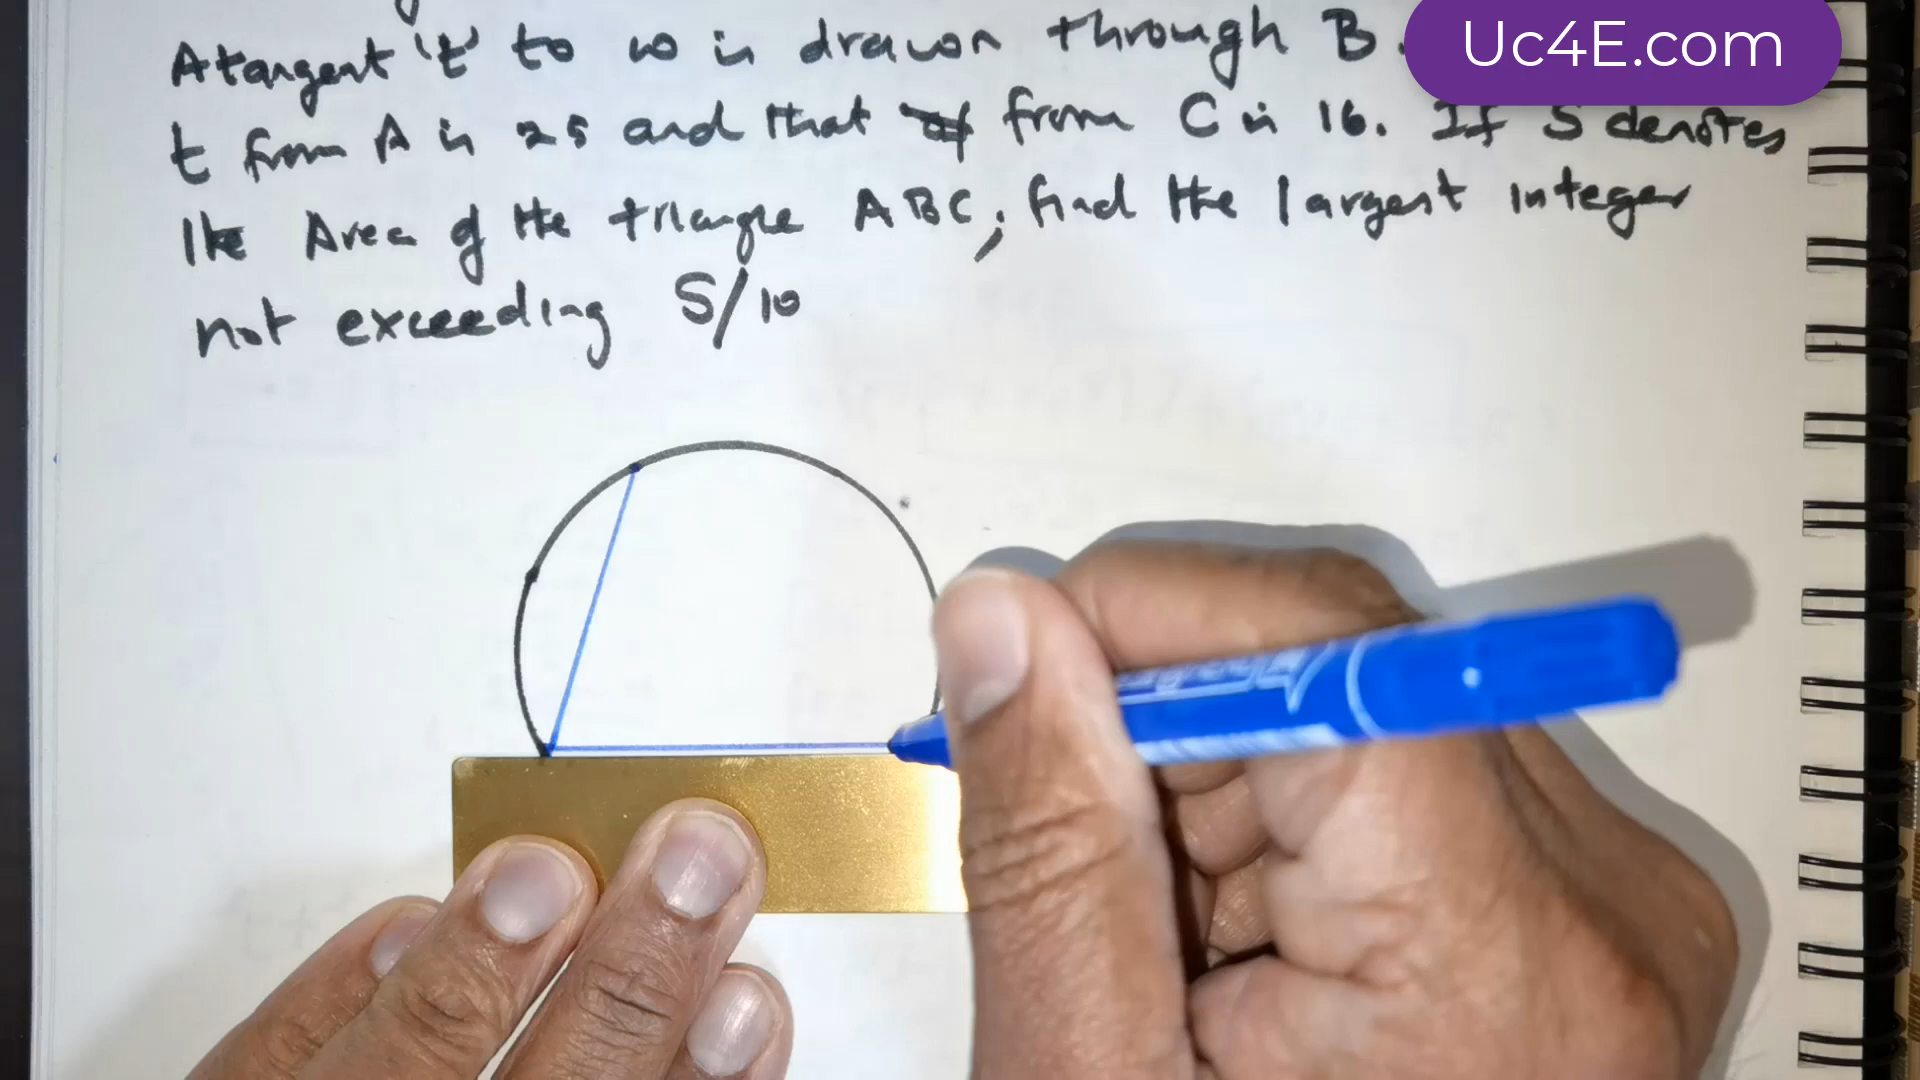 A tangent 't' to ω is drawn through B. Uc4E.com
t from A is 25 and that from C is 16. If S denotes
the Area of the triangle ABC, find the largest integer
not exceeding S/10